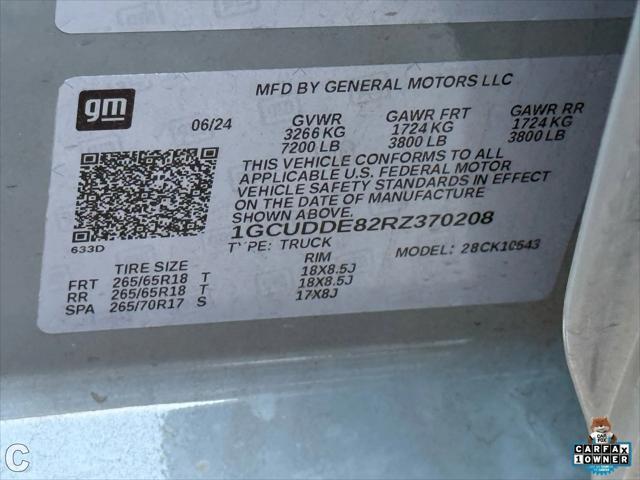 gm
MFD BY GENERAL MOTORS LLC
06/24
GVWR GAWR FRT GAWR RR
3266 KG 1724 KG 1724 KG
7200 LB 3800 LB 3800 LB
THIS VEHICLE CONFORMS TO ALL
APPLICABLE U.S. FEDERAL MOTOR
VEHICLE SAFETY STANDARDS IN EFFECT
ON THE DATE OF MANUFACTURE
SHOWN ABOVE.
1GCUDDE82RZ370208
633D
TYPE: TRUCK MODEL: 28CK10543
TIRE SIZE RIM
FRT 265/65R18 T 18X8.5J
RR 265/65R18 T 18X8.5J
SPA 265/70R17 S 17X8J
C
CARFAX
1 OWNER